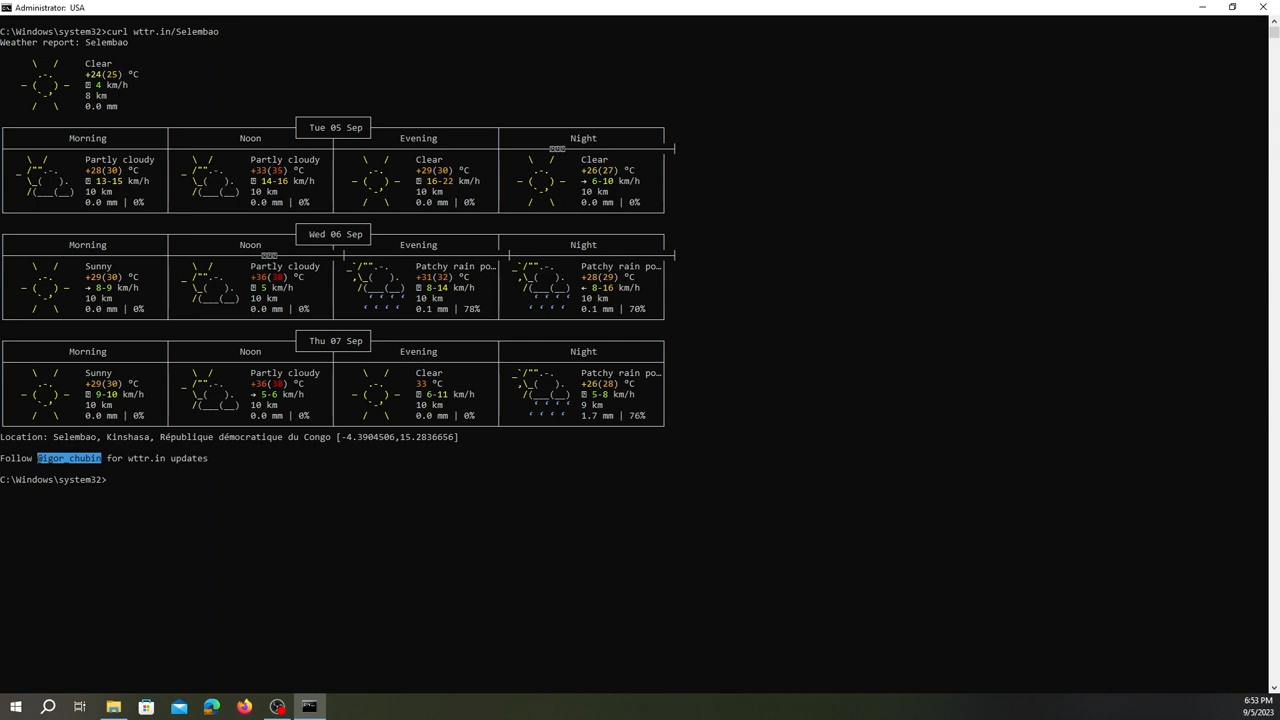 Administrator: USA
C:\Windows\system32>curl wttr.in/Selembao
Weather report: Selembao
Clear
+24(25) °C
4 km/h
8 km
0.0 mm
Tue 05 Sep
Morning Noon Evening Night
Partly cloudy Partly cloudy Clear Clear
+28(30) °C +33(35) °C +29(30) °C +26(27) °C
13-15 km/h 14-16 km/h 16-22 km/h → 6-10 km/h
10 km 10 km 10 km 10 km
0.0 mm | 0% 0.0 mm | 0% 0.0 mm | 0% 0.0 mm | 0%
Wed 06 Sep
Morning Noon Evening Night
Sunny Partly cloudy Patchy rain po… Patchy rain po…
+29(30) °C +36(38) °C +31(32) °C +28(29) °C
→ 8-9 km/h 5 km/h 8-14 km/h ← 8-16 km/h
10 km 10 km 10 km 10 km
0.0 mm | 0% 0.0 mm | 0% 0.1 mm | 78% 0.1 mm | 70%
Thu 07 Sep
Morning Noon Evening Night
Sunny Partly cloudy Clear Patchy rain po…
+29(30) °C +36(38) °C 33 °C +26(28) °C
9-10 km/h → 5-6 km/h 6-11 km/h 5-8 km/h
10 km 10 km 10 km 9 km
0.0 mm | 0% 0.0 mm | 0% 0.0 mm | 0% 1.7 mm | 76%
Location: Selembao, Kinshasa, République démocratique du Congo [-4.3904506,15.2836656]
Follow @igor_chubin for wttr.in updates
C:\Windows\system32>
6:53 PM
9/5/2023